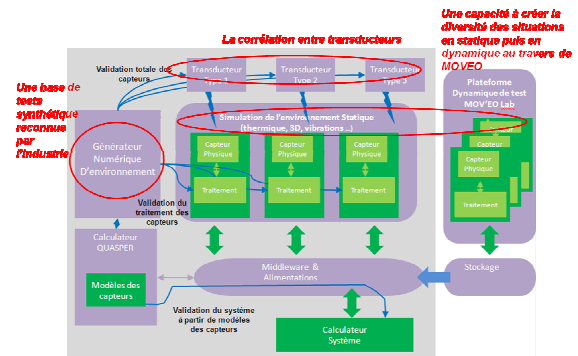 Une capacité à créer la
diversité des situations
en statique puis en
dynamique au travers de
MOVEO
La corrélation entre transducteurs
Validation totale des
capteurs
Transducteur
Type 1
Transducteur
Type 2
Transducteur
Type 3
Une base de
tests
synthétique
reconnue
par
l'industrie
Plateforme
Dynamique de test
MOV'EO Lab
Simulation de l'environnement Statique
(thermique, 3D, vibrations ..)
Générateur
Numérique
D'environnement
Capteur
Physique
Traitement
Capteur
Physique
Traitement
Capteur
Physique
Traitement
Capteur
Capteur
Physique
Traitement
Validation du
traitement des
capteurs
Calculateur
QUASPER
Modèles des
capteurs
Middleware &
Alimentations
Stockage
Validation du système
à partir de modèles
des capteurs
Calculateur
Système